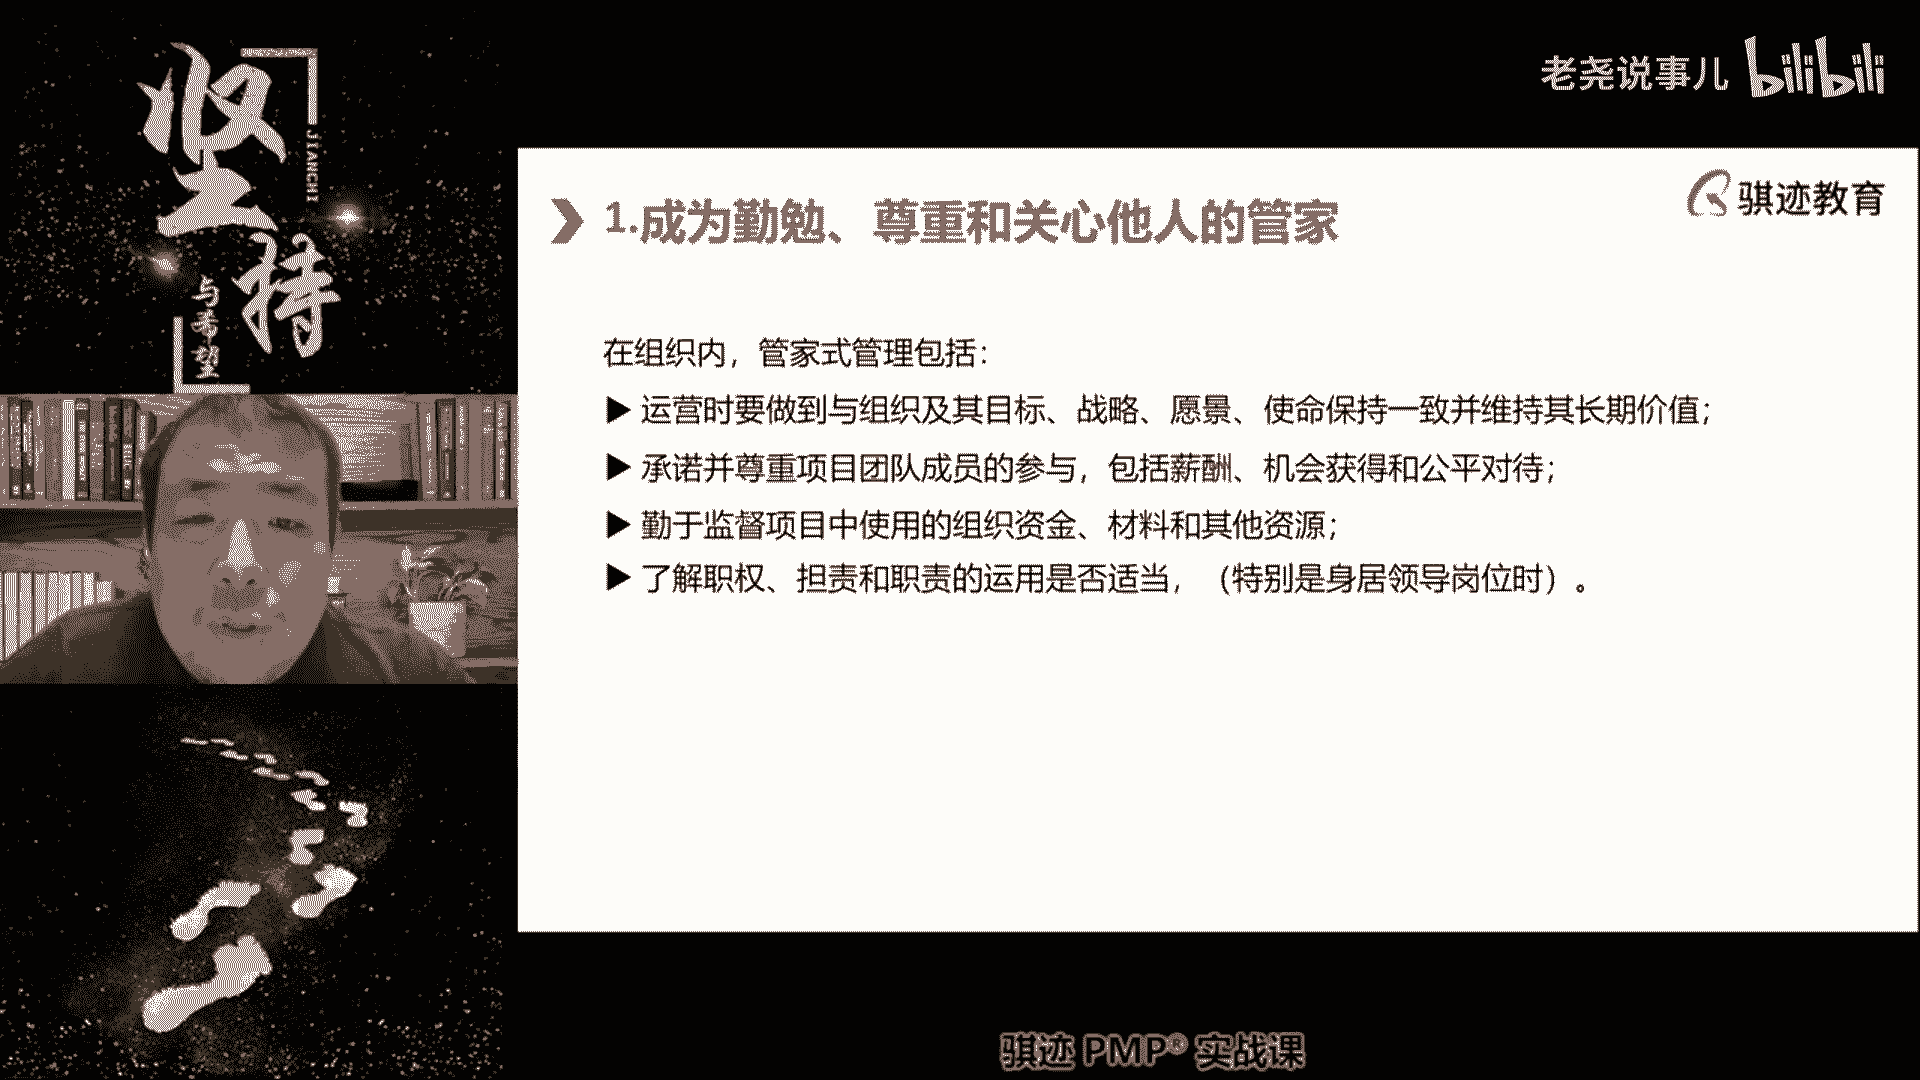 坚持
JIANCHI
与希望
老尧说事儿 bilibili
骐迹教育
1.成为勤勉、尊重和关心他人的管家
在组织内，管家式管理包括：
▶ 运营时要做到与组织及其目标、战略、愿景、使命保持一致并维持其长期价值；
▶ 承诺并尊重项目团队成员的参与，包括薪酬、机会获得和公平对待；
▶ 勤于监督项目中使用的组织资金、材料和其他资源；
▶ 了解职权、担责和职责的运用是否适当，（特别是身居领导岗位时）。
骐迹 PMP® 实战课